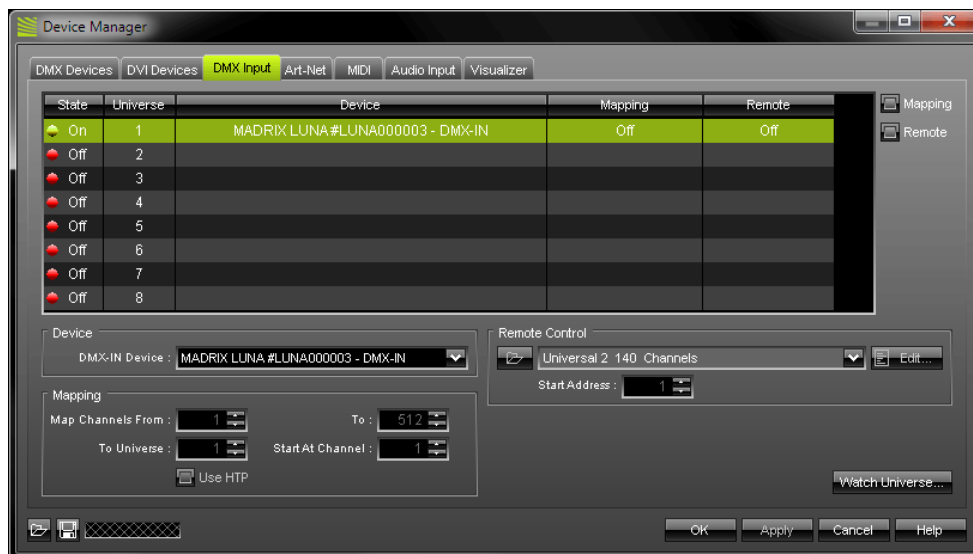 Device Manager
DMX Devices DVI Devices DMX Input Art-Net MIDI Audio Input Visualizer
State Universe Device Mapping Remote
Mapping
On 1 MADRIX LUNA #LUNA000003 - DMX-IN Off Off
Remote
Off 2
Off 3
Off 4
Off 5
Off 6
Off 7
Off 8
Device
DMX-IN Device : MADRIX LUNA #LUNA000003 - DMX-IN
Remote Control
Universal 2 140 Channels Edit...
Start Address : 1
Mapping
Map Channels From : 1 To : 512
To Universe : 1 Start At Channel : 1
Use HTP
Watch Universe...
OK Apply Cancel Help